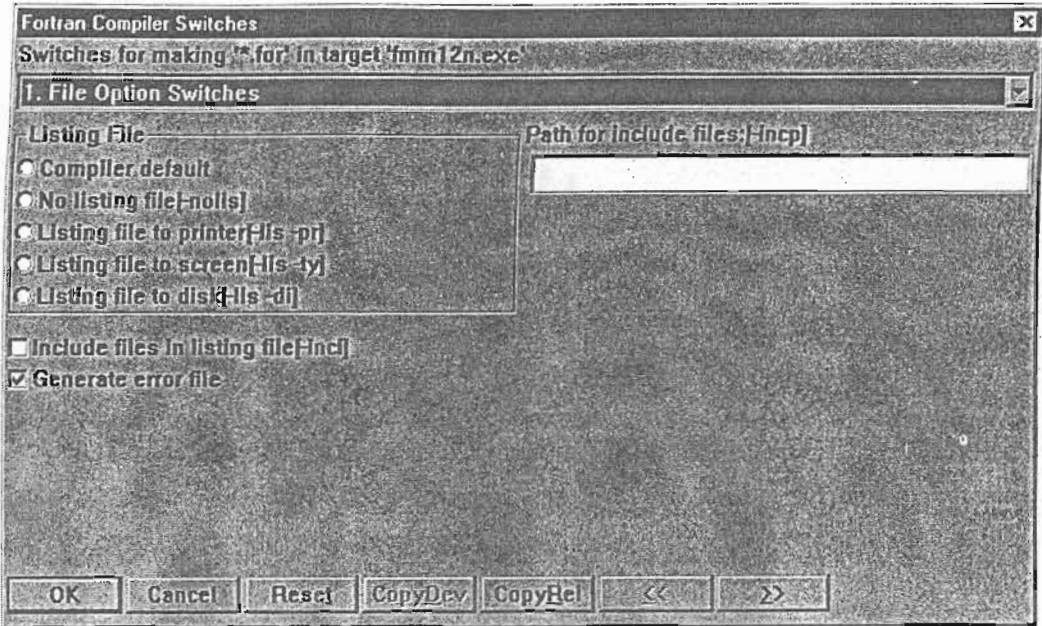 Fortran Compiler Switches
Switches for making '*.for' in target 'fmm12n.exe'
1. File Option Switches
Listing File
Compiler default
No listing file[-nolis]
Listing file to printer[-lis -pr]
Listing file to screen[-lis -ty]
Listing file to disk[-lis -di]
Include files in listing file[-incl]
Generate error file
Path for include files:[-incp]
OK Cancel Reset CopyDev CopyRel << >>